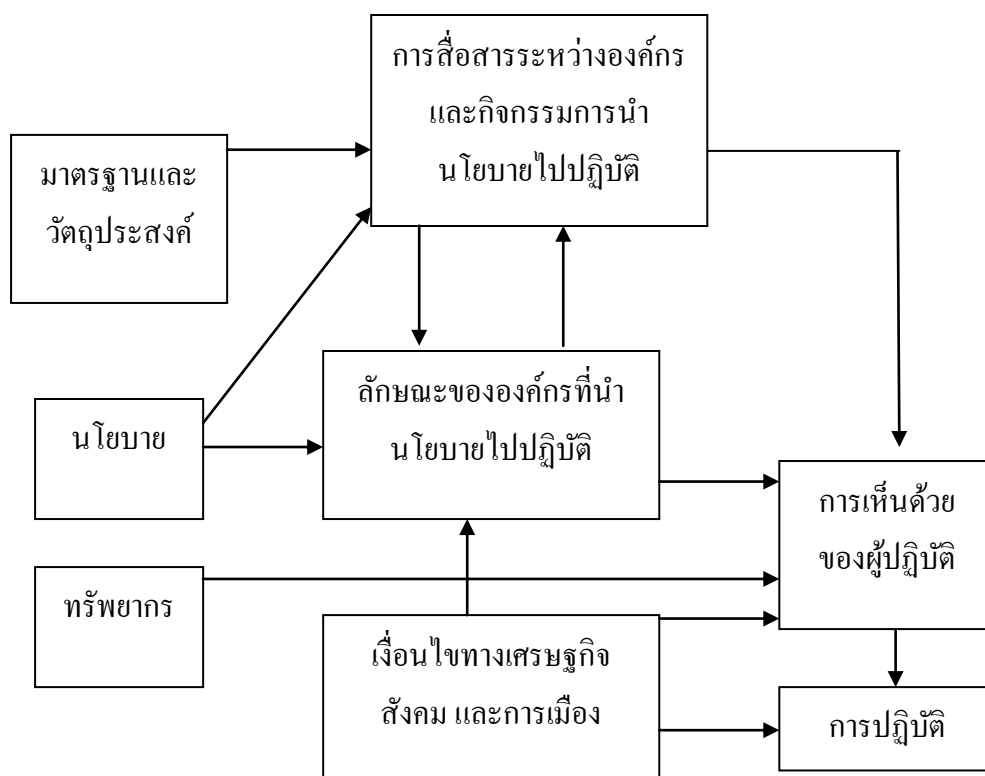 การสื่อสารระหว่างองค์กร
และกิจกรรมการนำ
นโยบายไปปฏิบัติ
มาตรฐานและ
วัตถุประสงค์
ลักษณะขององค์กรที่นำ
นโยบายไปปฏิบัติ
นโยบาย
การเห็นด้วย
ของผู้ปฏิบัติ
ทรัพยากร
เงื่อนไขทางเศรษฐกิจ
สังคม และการเมือง
การปฏิบัติ